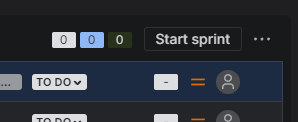 0 0 0 Start sprint ...
... TO DO -
TO DO